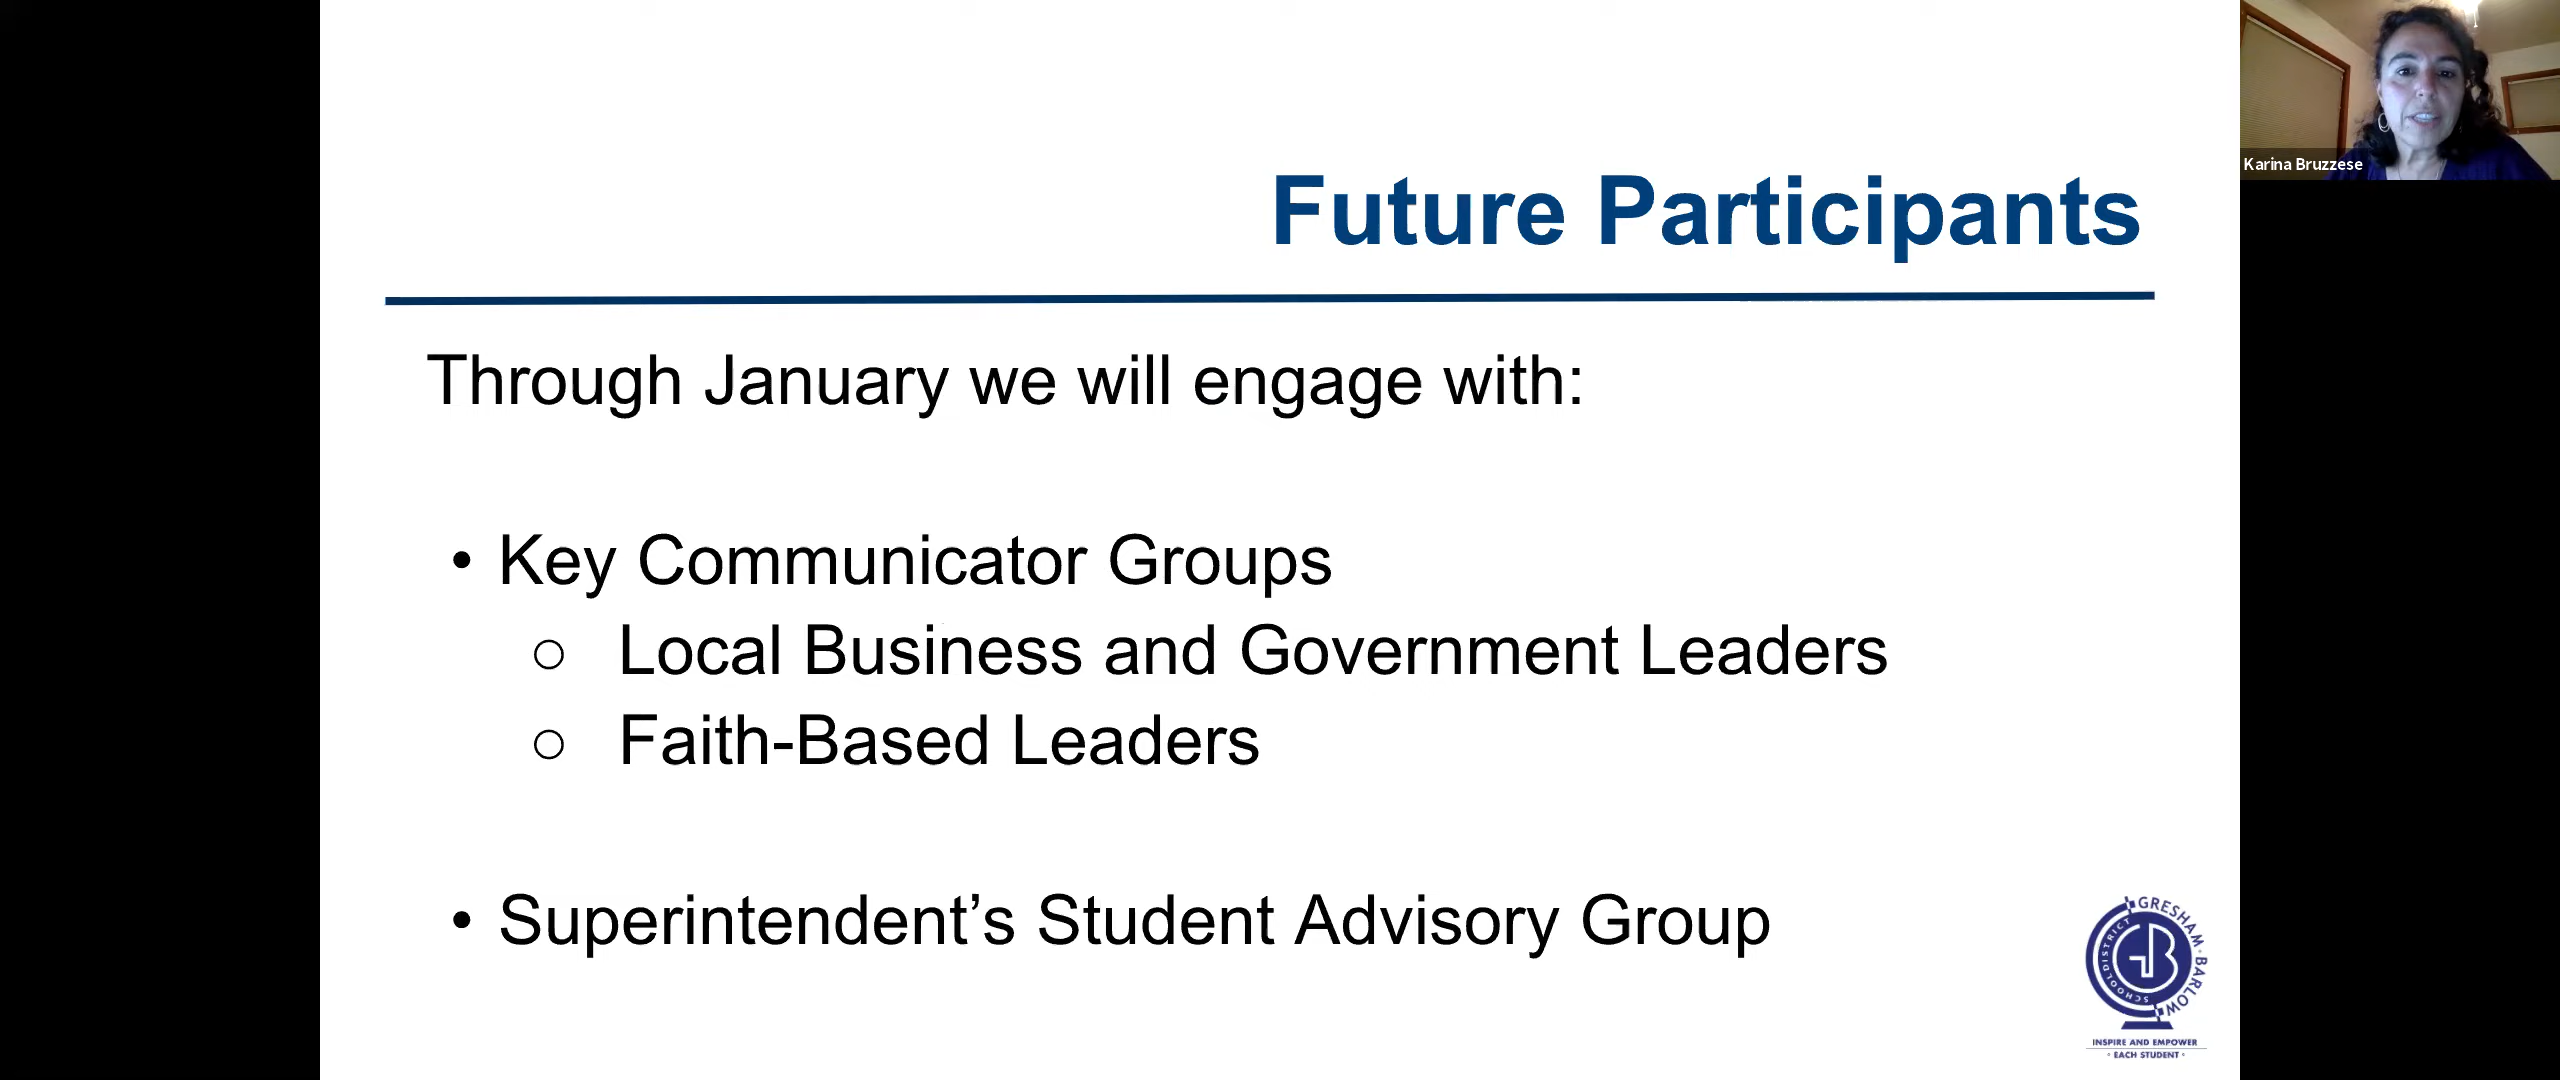 Karina Bruzzese
Future Participants
Through January we will engage with:
• Key Communicator Groups
○ Local Business and Government Leaders
○ Faith-Based Leaders
• Superintendent’s Student Advisory Group
GRESHAM·BARLOW
SCHOOL DISTRICT
GB
INSPIRE AND EMPOWER
• EACH STUDENT •